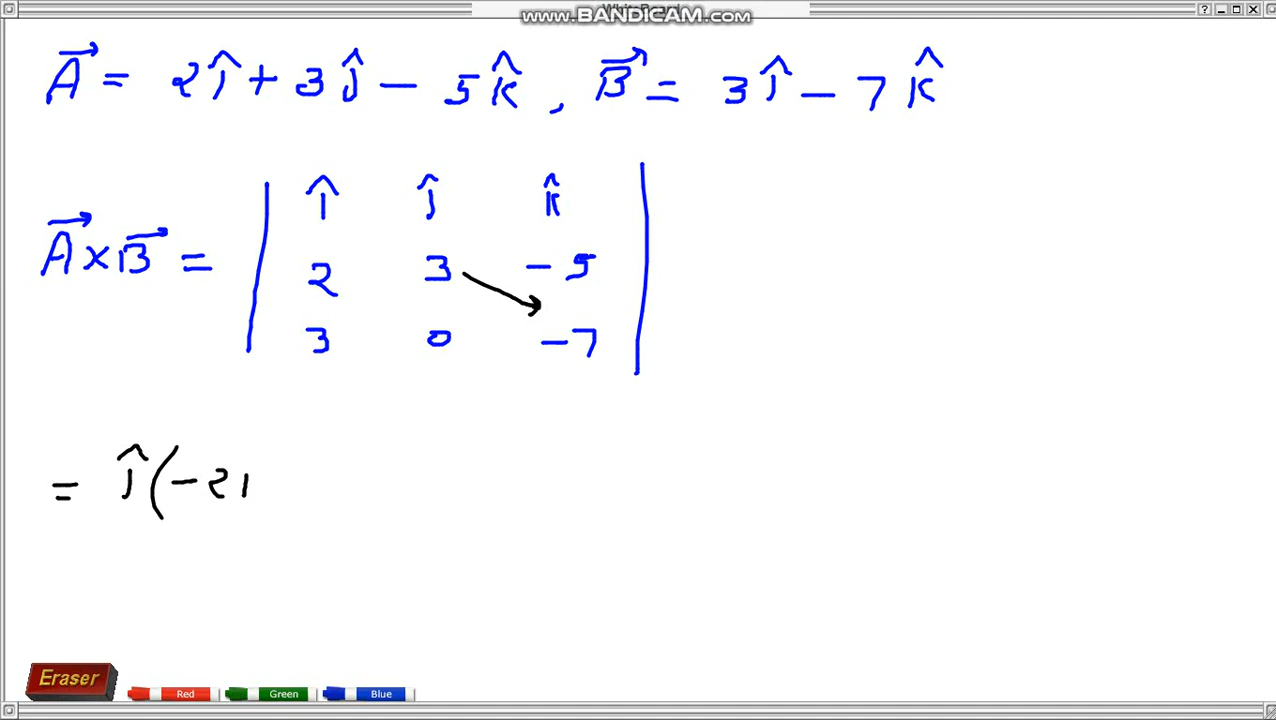 www.BANDICAM.com
A⃗ = 2î + 3ĵ - 5k̂ , B⃗ = 3î - 7k̂
A⃗ × B⃗ = | î ĵ k̂ |
2 3 -5
3 0 -7
= î(-21
Eraser Red Green Blue